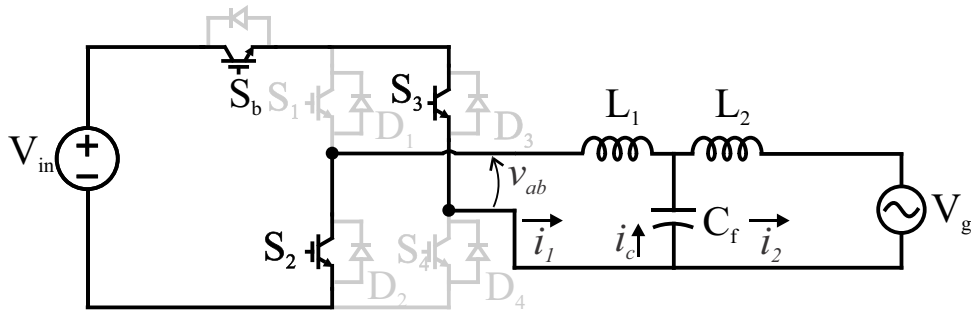 S_b
S_1
D_1
S_3
D_3
L_1
L_2
V_in
+
−
v_ab
V_g
S_2
D_2
S_4
D_4
i_1
i_c
C_f
i_2